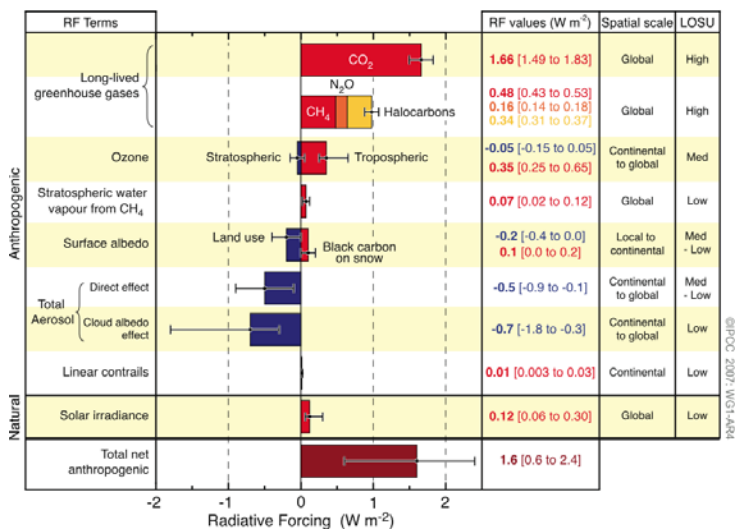 RF Terms
RF values (W m⁻²)
Spatial scale
LOSU
Anthropogenic
Natural
Long-lived
greenhouse gases
CO₂
1.66 [1.49 to 1.83]
Global
High
N₂O
CH₄
Halocarbons
0.48 [0.43 to 0.53]
0.16 [0.14 to 0.18]
0.34 [0.31 to 0.37]
Global
High
Ozone
Stratospheric
Tropospheric
-0.05 [-0.15 to 0.05]
0.35 [0.25 to 0.65]
Continental
to global
Med
Stratospheric water
vapour from CH₄
0.07 [0.02 to 0.12]
Global
Low
Surface albedo
Land use
Black carbon
on snow
-0.2 [-0.4 to 0.0]
0.1 [0.0 to 0.2]
Local to
continental
Med
- Low
Total
Aerosol
Direct effect
-0.5 [-0.9 to -0.1]
Continental
to global
Med
- Low
Cloud albedo
effect
-0.7 [-1.8 to -0.3]
Continental
to global
Low
Linear contrails
0.01 [0.003 to 0.03]
Continental
Low
Solar irradiance
0.12 [0.06 to 0.30]
Global
Low
Total net
anthropogenic
1.6 [0.6 to 2.4]
-2
-1
0
1
2
Radiative Forcing (W m⁻²)
©IPCC 2007: WG1-AR4